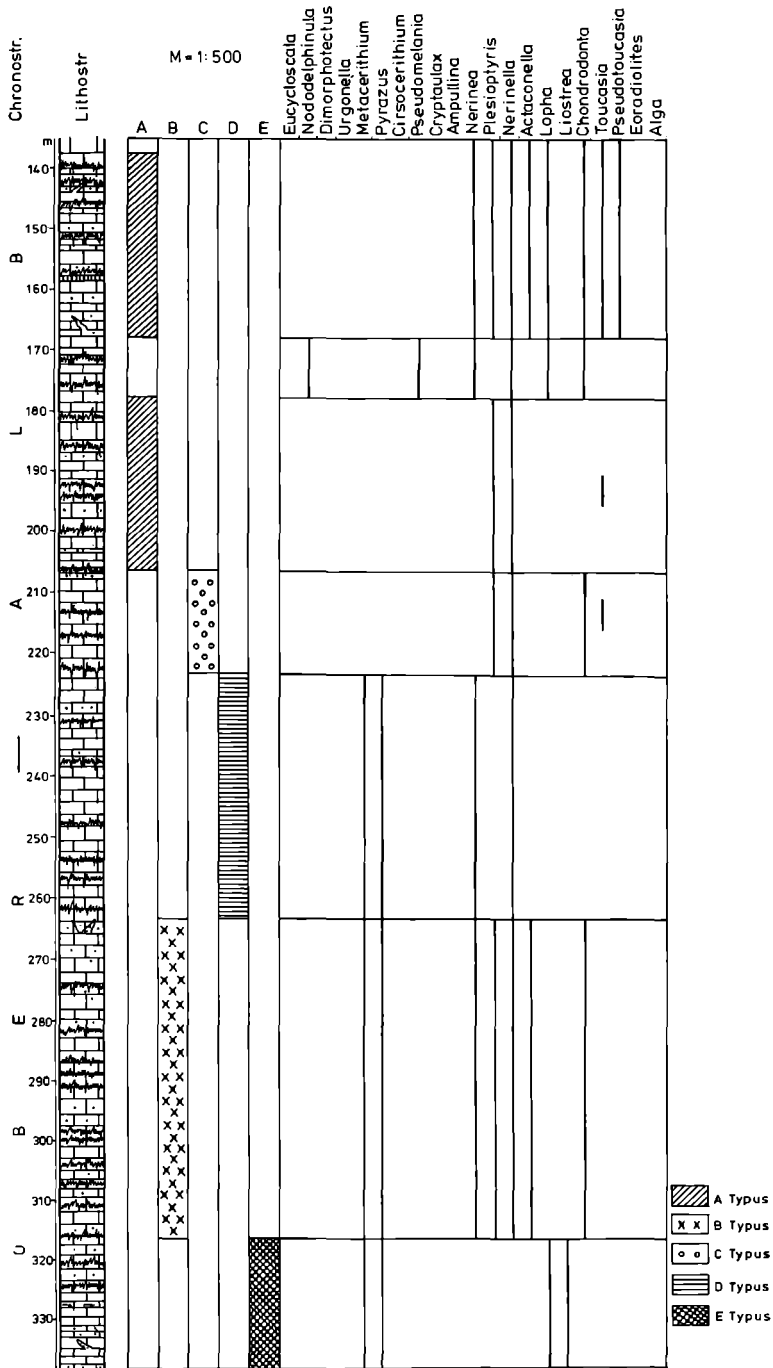 Chronostr.
Lithostr
M = 1: 500
A
B
C
D
E
Eucycloscala
Nododelphinula
Dimorphotectus
Urgonella
Metacerithium
Pyrazus
Cirsocerithium
Pseudomelania
Cryptaulax
Ampullina
Nerinea
Plesioptyris
Nerinella
Actaconella
Lopha
Liostrea
Chondrodonta
Toucasia
Pseudotoucasia
Eoradiolites
Alga
m
140
150
160
170
180
190
200
210
220
230
240
250
260
270
280
290
300
310
320
330
U B E R — A L B
A Typus
x x B Typus
o o C Typus
D Typus
E Typus